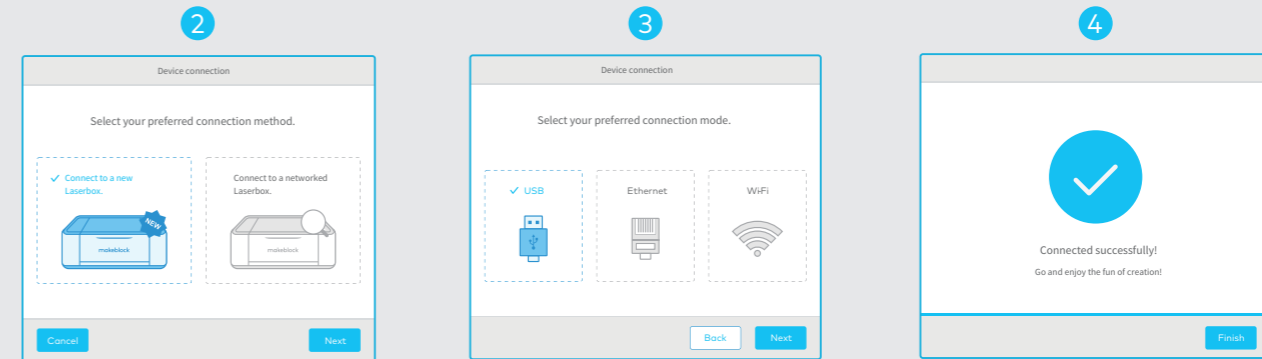 2
Device connection
Select your preferred connection method.
Connect to a new
Laserbox.
NEW
makeblock
Connect to a networked
Laserbox.
makeblock
Cancel
Next
3
Device connection
Select your preferred connection mode.
USB
Ethernet
WiFi
Back
Next
4
Connected successfully!
Go and enjoy the fun of creation!
Finish